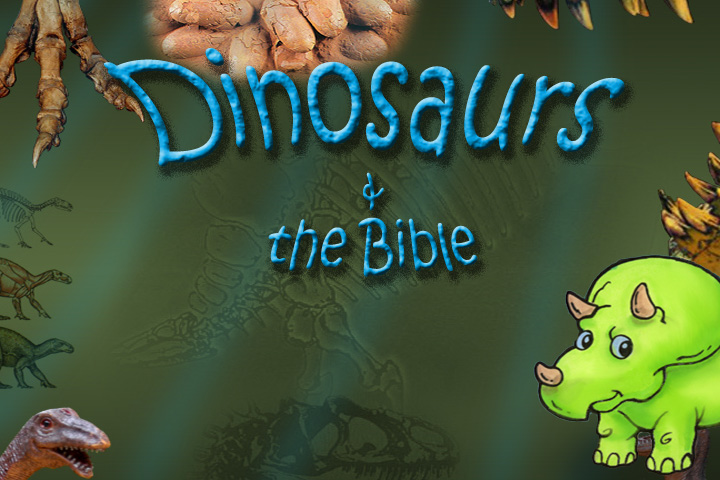 Dinosaurs
&
the Bible